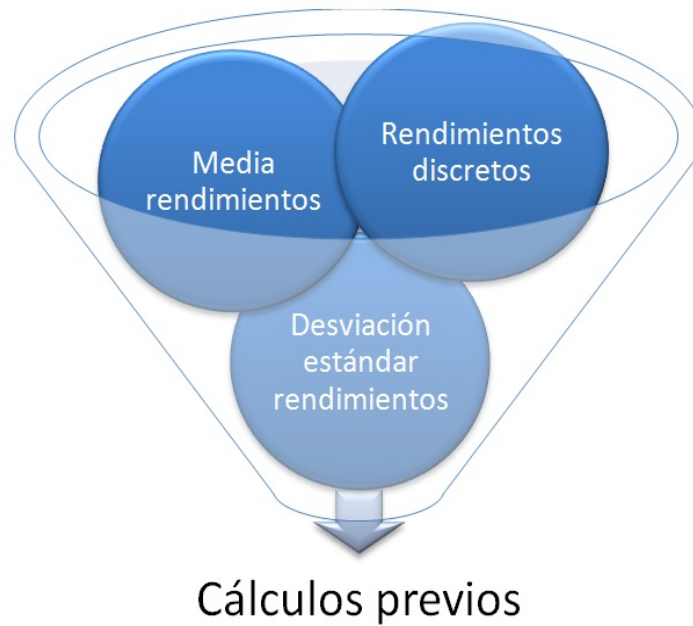 Media
rendimientos
Rendimientos
discretos
Desviación
estándar
rendimientos
Cálculos previos